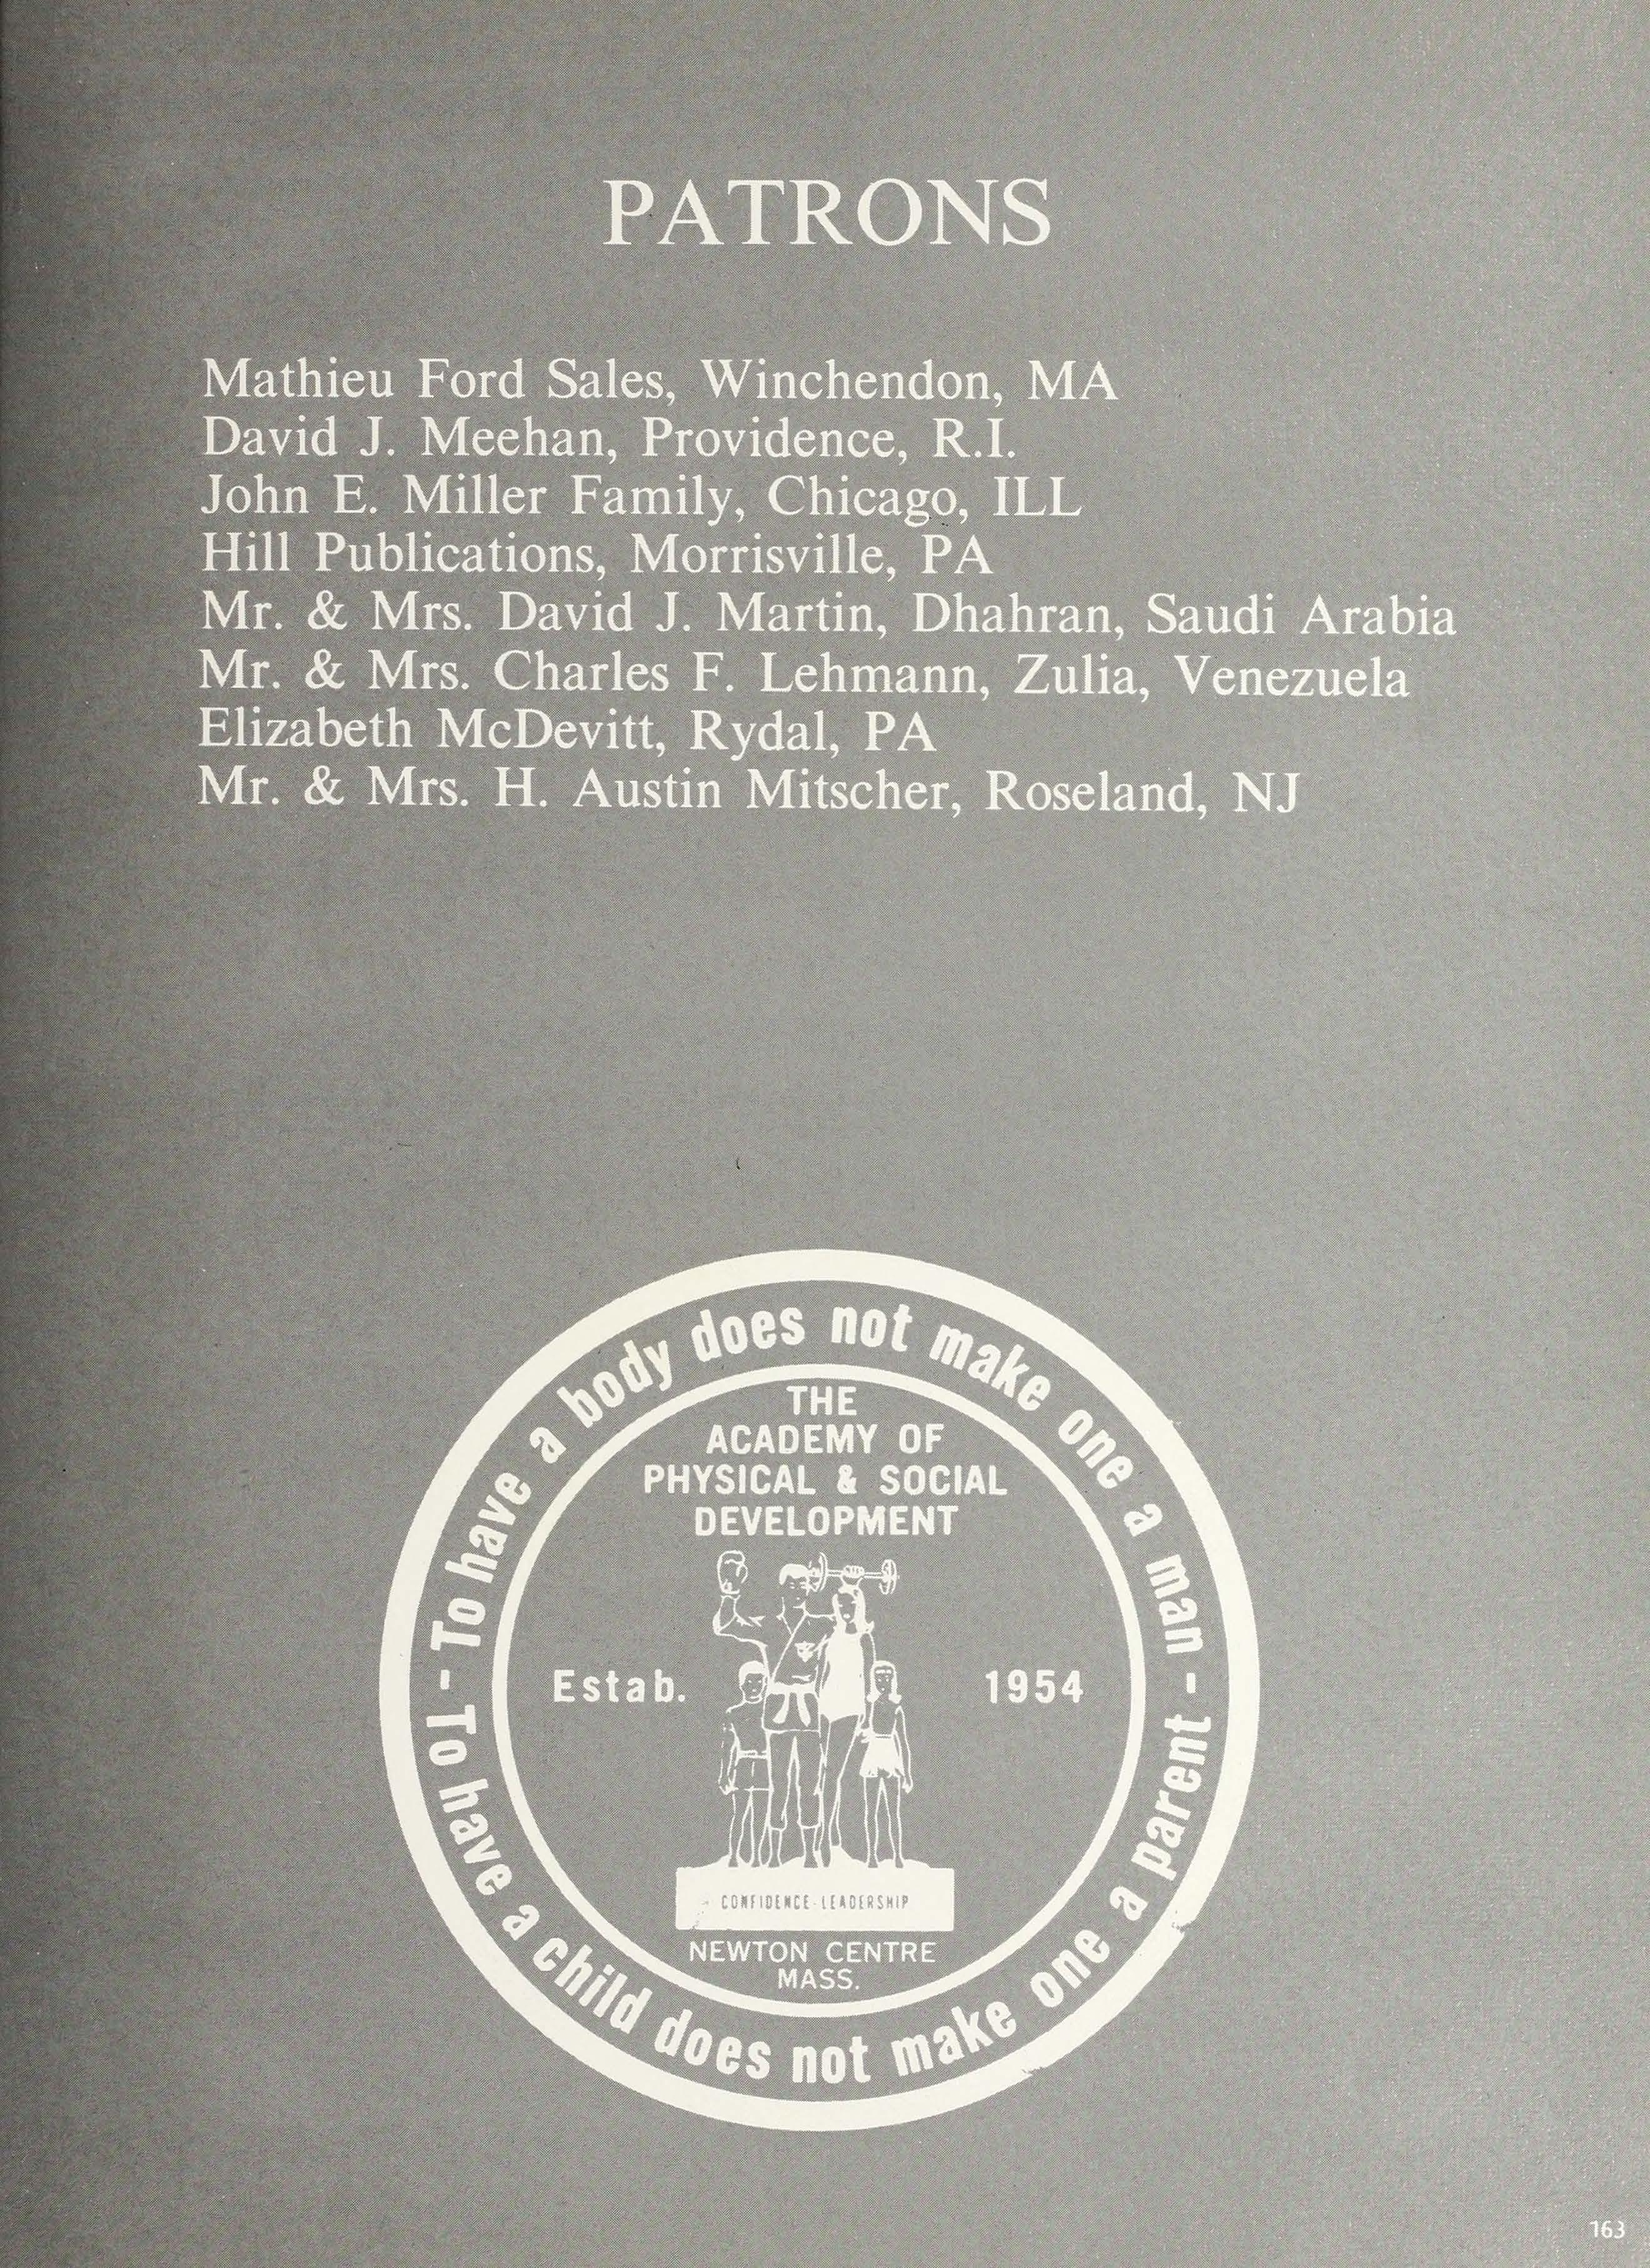 PATRONS
Mathieu Ford Sales, Winchendon, MA
David J. Meehan, Providence, R.I.
John E. Miller Family, Chicago, ILL
Hill Publications, Morrisville, PA
Mr. & Mrs. David J. Martin, Dhahran, Saudi Arabia
Mr. & Mrs. Charles F. Lehmann, Zulia, Venezuela
Elizabeth McDevitt, Rydal, PA
Mr. & Mrs. H. Austin Mitscher, Roseland, NJ
- To have a body does not make one a man -
THE
ACADEMY OF
PHYSICAL & SOCIAL
DEVELOPMENT
Estab. 1954
CONFIDENCE-LEADERSHIP
NEWTON CENTRE
MASS.
To have a child does not make one a parent
163